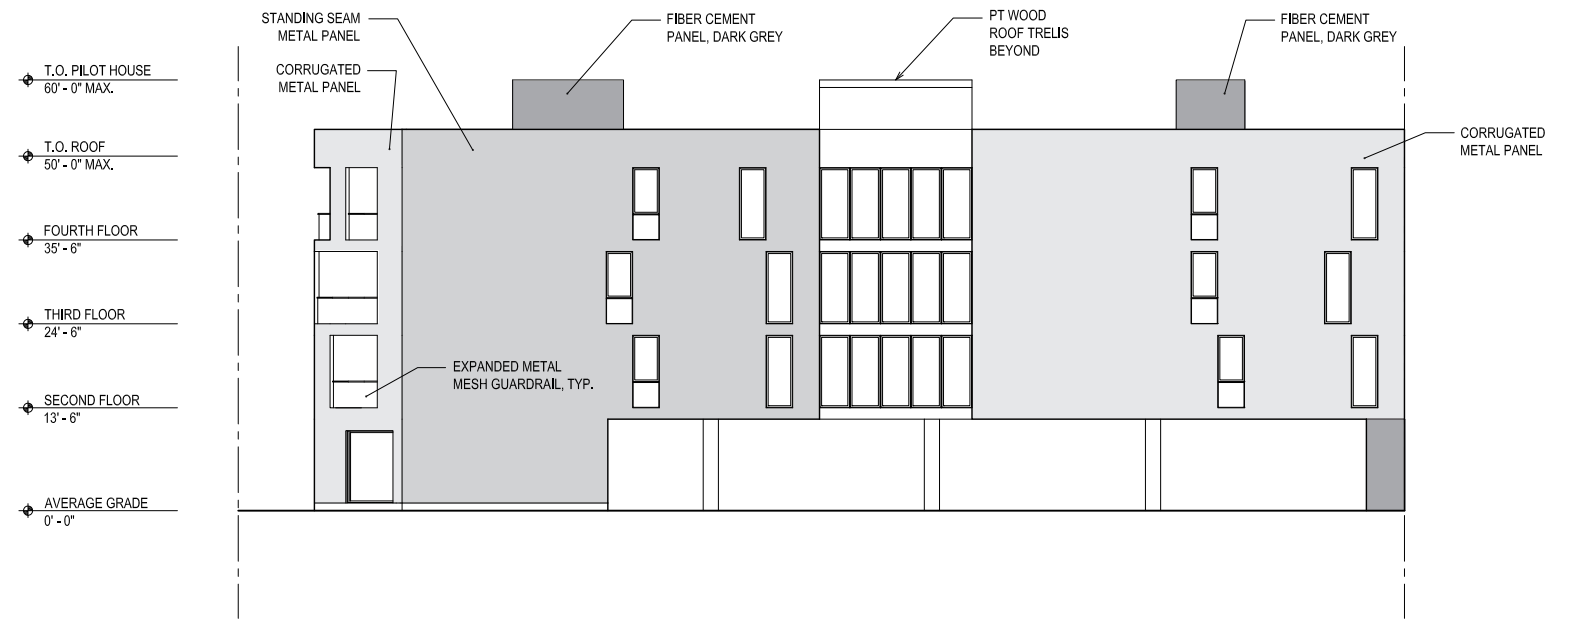 STANDING SEAM
METAL PANEL
FIBER CEMENT
PANEL, DARK GREY
PT WOOD
ROOF TRELIS
BEYOND
FIBER CEMENT
PANEL, DARK GREY
T.O. PILOT HOUSE
60' - 0" MAX.
CORRUGATED
METAL PANEL
T.O. ROOF
50' - 0" MAX.
CORRUGATED
METAL PANEL
FOURTH FLOOR
35' - 6"
THIRD FLOOR
24' - 6"
EXPANDED METAL
MESH GUARDRAIL, TYP.
SECOND FLOOR
13' - 6"
AVERAGE GRADE
0' - 0"